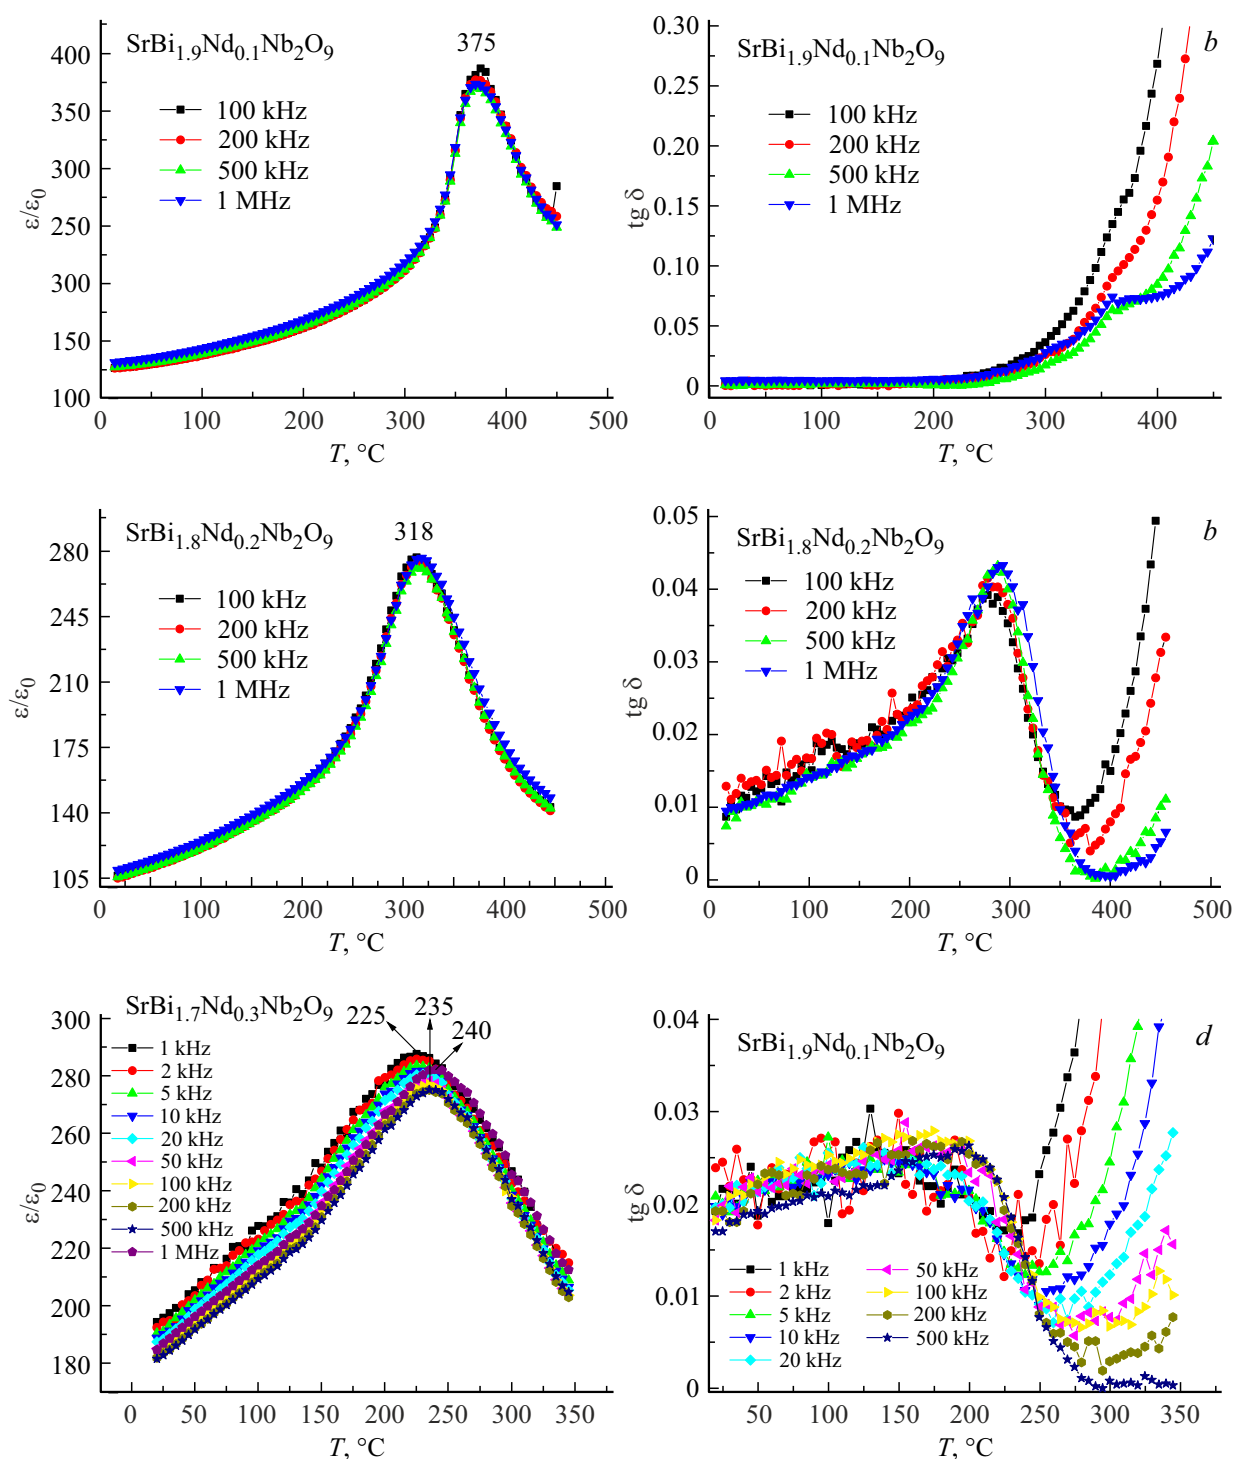 SrBi1.9Nd0.1Nb2O9
375
100 kHz
200 kHz
500 kHz
1 MHz
ε/ε0
400
350
300
250
300
150
100
0 100 200 300 400 500
T, °C
SrBi1.9Nd0.1Nb2O9
b
100 kHz
200 kHz
500 kHz
1 MHz
tg δ
0.30
0.25
0.20
0.15
0.10
0.05
0
0 100 200 300 400
T, °C
SrBi1.8Nd0.2Nb2O9
318
100 kHz
200 kHz
500 kHz
1 MHz
ε/ε0
280
245
210
175
140
105
0 100 200 300 400 500
T, °C
SrBi1.8Nd0.2Nb2O9
b
100 kHz
200 kHz
500 kHz
1 MHz
tg δ
0.05
0.04
0.03
0.02
0.01
0
0 100 200 300 400 500
T, °C
SrBi1.7Nd0.3Nb2O9
225
235
240
1 kHz
2 kHz
5 kHz
10 kHz
20 kHz
50 kHz
100 kHz
200 kHz
500 kHz
1 MHz
ε/ε0
300
280
260
240
220
200
180
0 50 100 150 200 250 300 350
T, °C
SrBi1.9Nd0.1Nb2O9
d
1 kHz
2 kHz
5 kHz
10 kHz
20 kHz
50 kHz
100 kHz
200 kHz
500 kHz
tg δ
0.04
0.03
0.02
0.01
0
50 100 150 200 250 300 350
T, °C